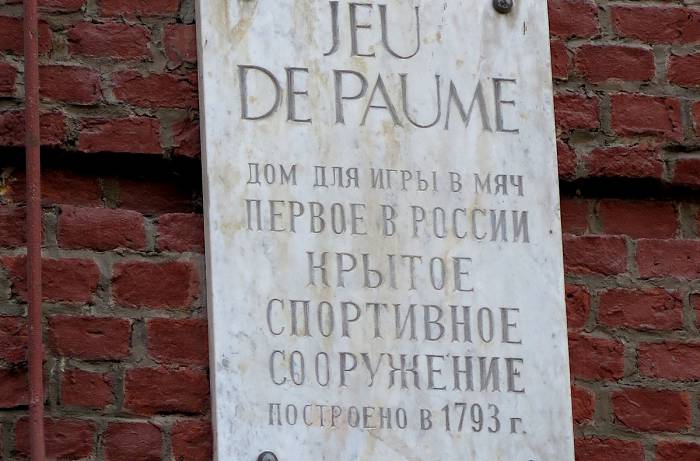 JEU
DE PAUME
ДОМ ДЛЯ ИГРЫ В МЯЧ
ПЕРВОЕ В РОССИИ
КРЫТОЕ
СПОРТИВНОЕ
СООРУЖЕНИЕ
ПОСТРОЕНО В 1793 г.